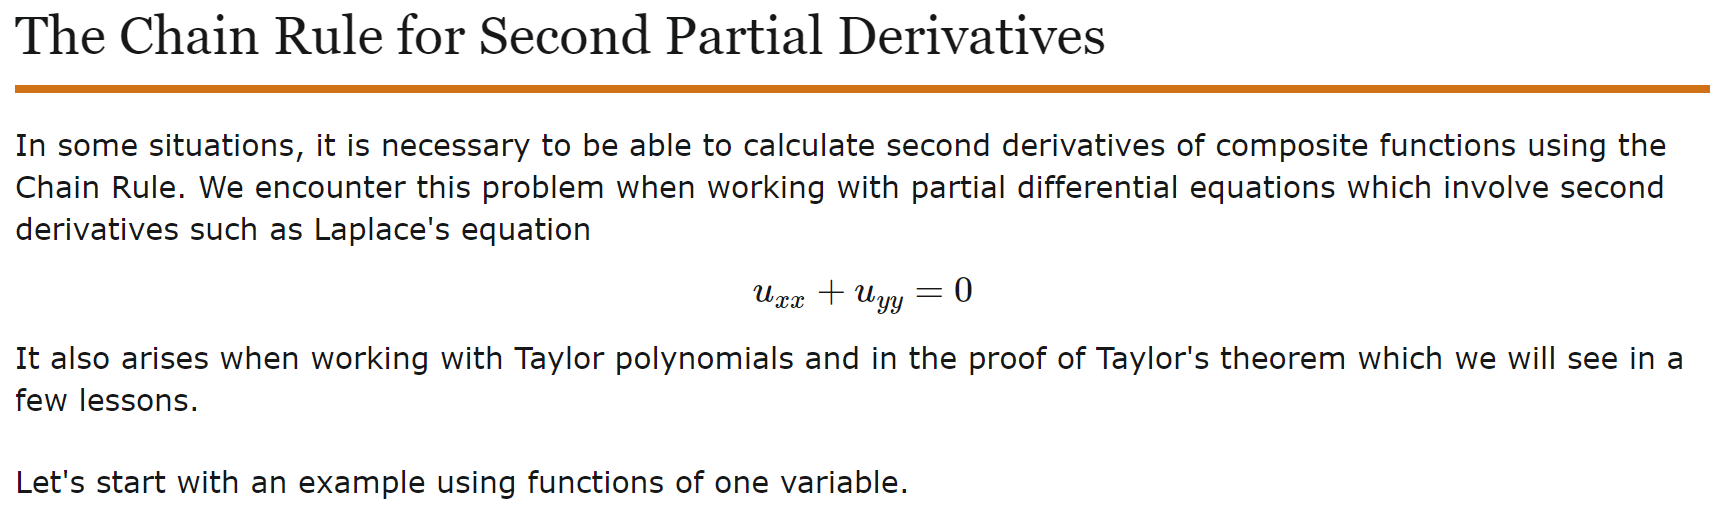 The Chain Rule for Second Partial Derivatives
In some situations, it is necessary to be able to calculate second derivatives of composite functions using the
Chain Rule. We encounter this problem when working with partial differential equations which involve second
derivatives such as Laplace's equation
u_{xx} + u_{yy} = 0
It also arises when working with Taylor polynomials and in the proof of Taylor's theorem which we will see in a
few lessons.
Let's start with an example using functions of one variable.